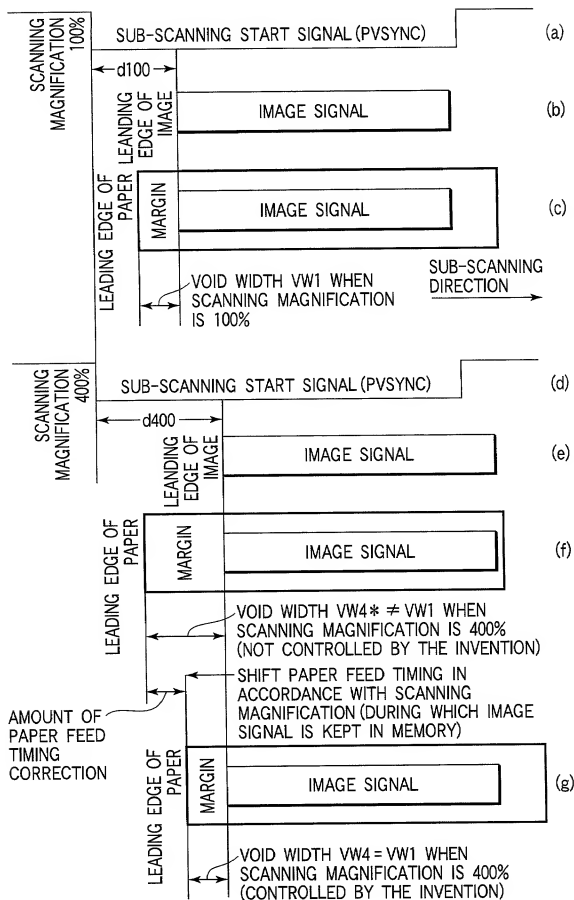 SCANNING
MAGNIFICATION
100%
SUB-SCANNING START SIGNAL (PVSYNC)
(a)
d100
LEANDING
EDGE OF
IMAGE
IMAGE SIGNAL
(b)
LEADING EDGE OF
PAPER
MARGIN
IMAGE SIGNAL
(c)
VOID WIDTH VW1 WHEN
SCANNING MAGNIFICATION
IS 100%
SUB-SCANNING
DIRECTION
SCANNING
MAGNIFICATION
400%
SUB-SCANNING START SIGNAL (PVSYNC)
(d)
d400
LEANDING
EDGE OF
IMAGE
IMAGE SIGNAL
(e)
LEADING EDGE OF
PAPER
MARGIN
IMAGE SIGNAL
(f)
VOID WIDTH VW4* ≠ VW1 WHEN
SCANNING MAGNIFICATION IS 400%
(NOT CONTROLLED BY THE INVENTION)
SHIFT PAPER FEED TIMING IN
ACCORDANCE WITH SCANNING
MAGNIFICATION (DURING WHICH IMAGE
SIGNAL IS KEPT IN MEMORY)
AMOUNT OF
PAPER FEED
TIMING
CORRECTION
LEADING EDGE OF
PAPER
MARGIN
IMAGE SIGNAL
(g)
VOID WIDTH VW4 = VW1 WHEN
SCANNING MAGNIFICATION IS 400%
(CONTROLLED BY THE INVENTION)